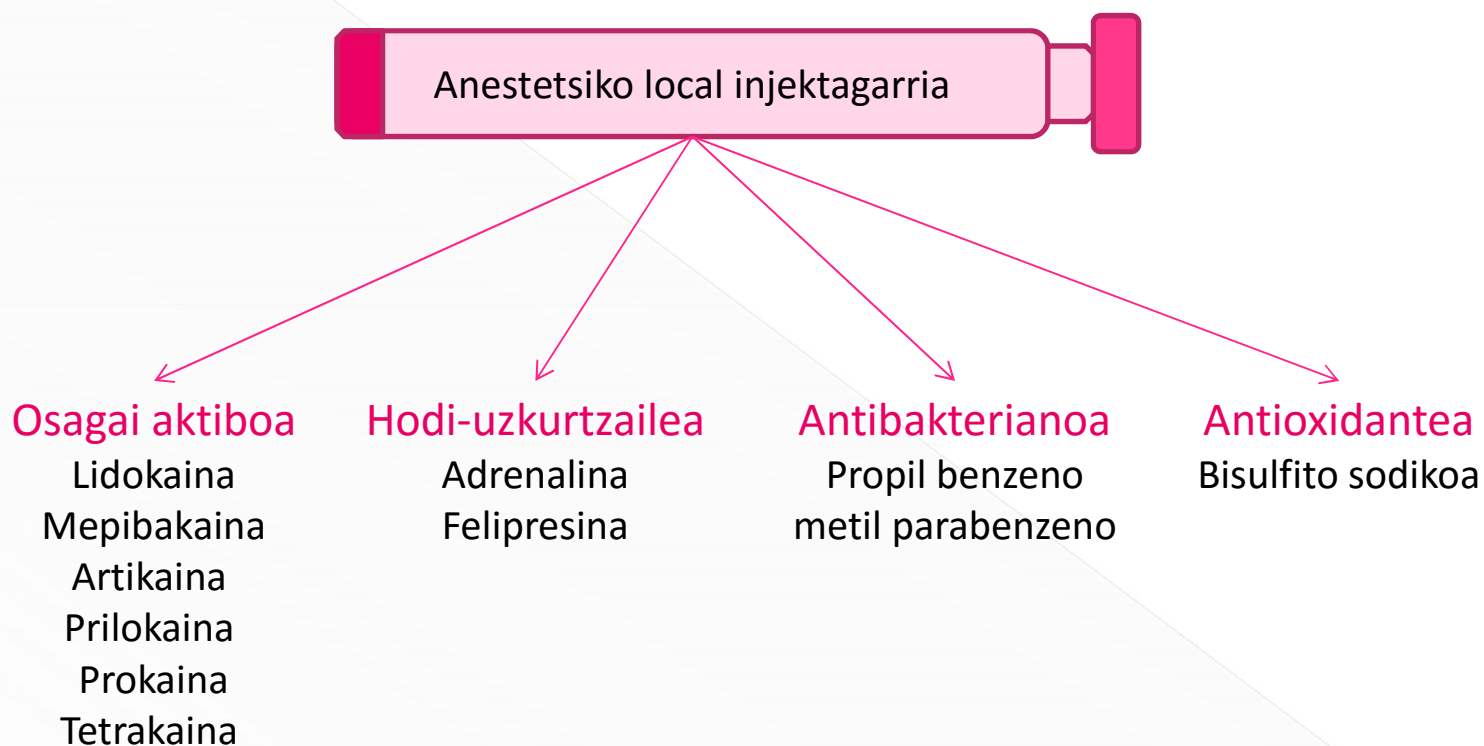 Anestetsiko local injektagarria
Osagai aktiboa
Lidokaina
Mepibakaina
Artikaina
Prilokaina
Prokaina
Tetrakaina
Hodi-uzkurtzailea
Adrenalina
Felipresina
Antibakterianoa
Propil benzeno
metil parabenzeno
Antioxidantea
Bisulfito sodikoa